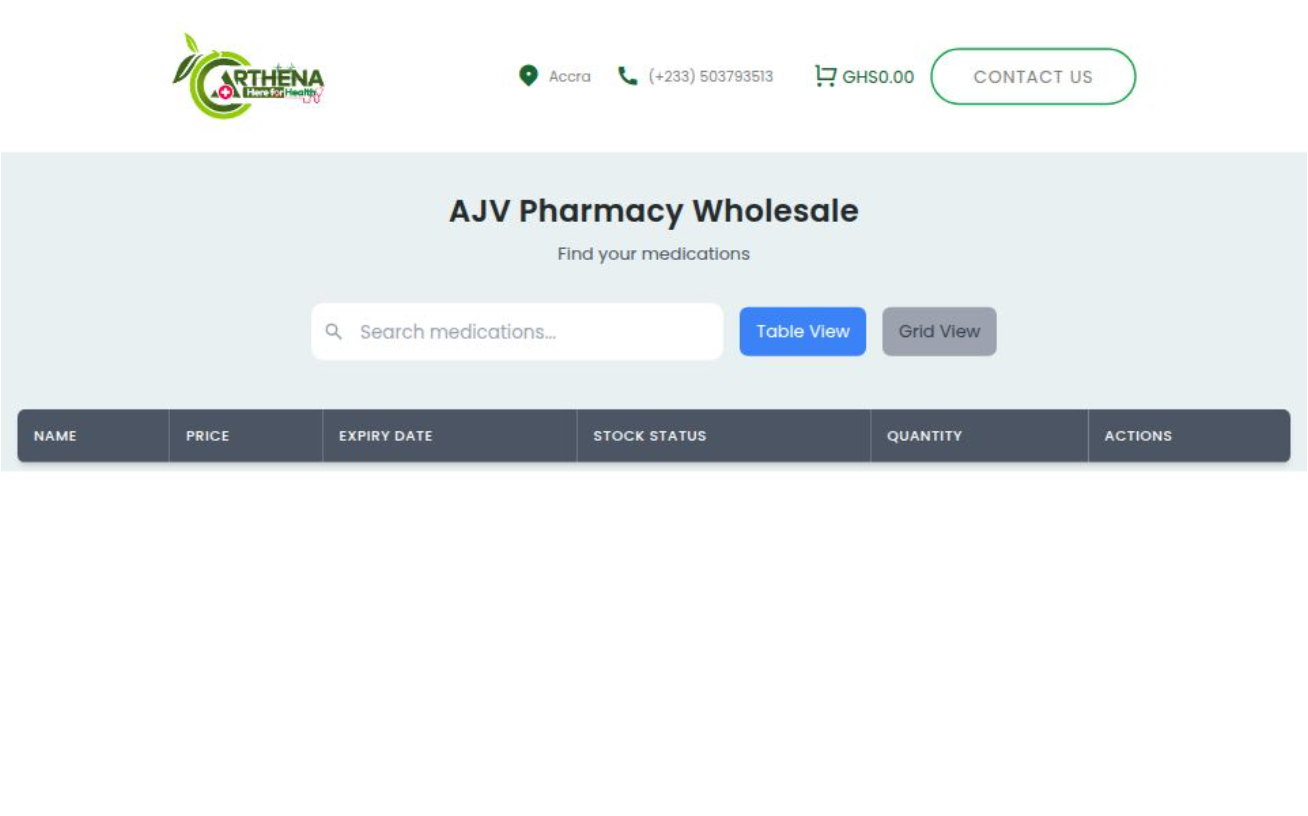 CARTHENA
Here for Health
Accra
(+233) 503793513
GHS0.00
CONTACT US
AJV Pharmacy Wholesale
Find your medications
Search medications...
Table View
Grid View
NAME PRICE EXPIRY DATE STOCK STATUS QUANTITY ACTIONS